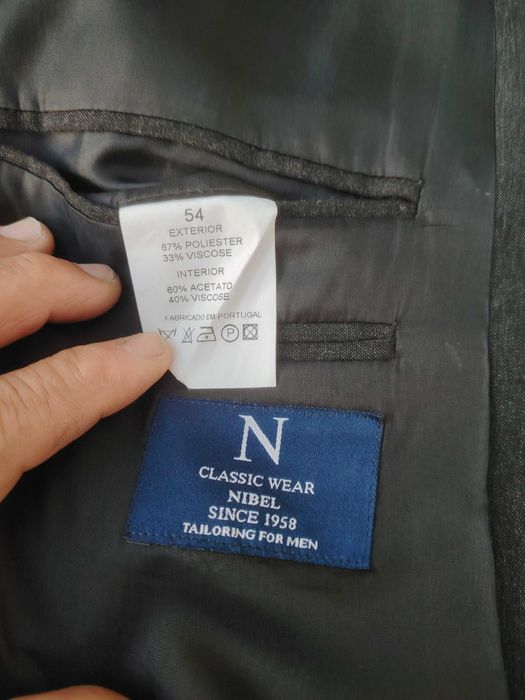 54
EXTERIOR
67% POLIESTER
33% VISCOSE
INTERIOR
60% ACETATO
40% VISCOSE
FABRICADO EM PORTUGAL
P
N
CLASSIC WEAR
NIBEL
SINCE 1958
TAILORING FOR MEN